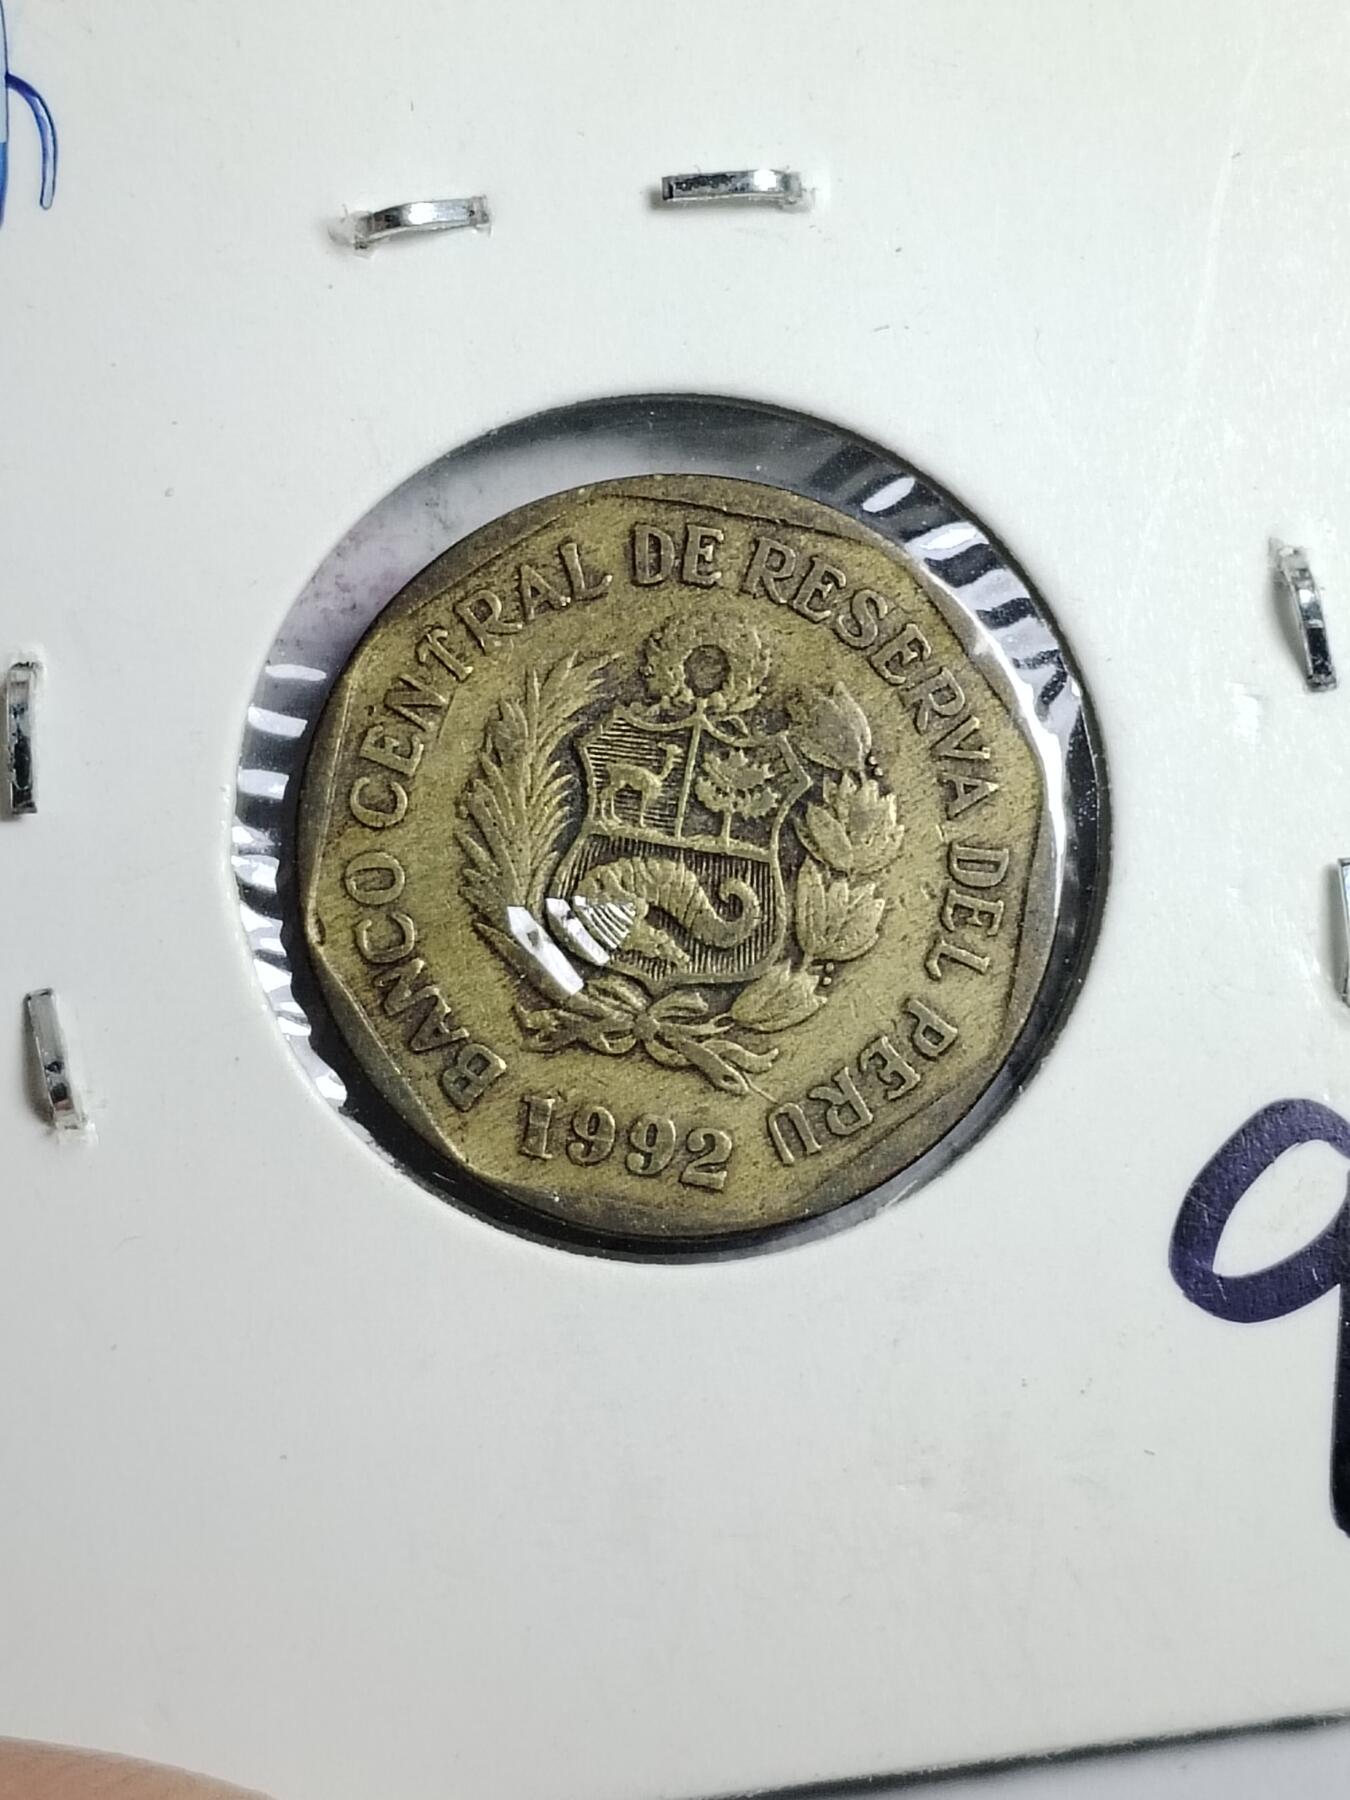 BANCO CENTRAL DE RESERVA DEL PERU
1992